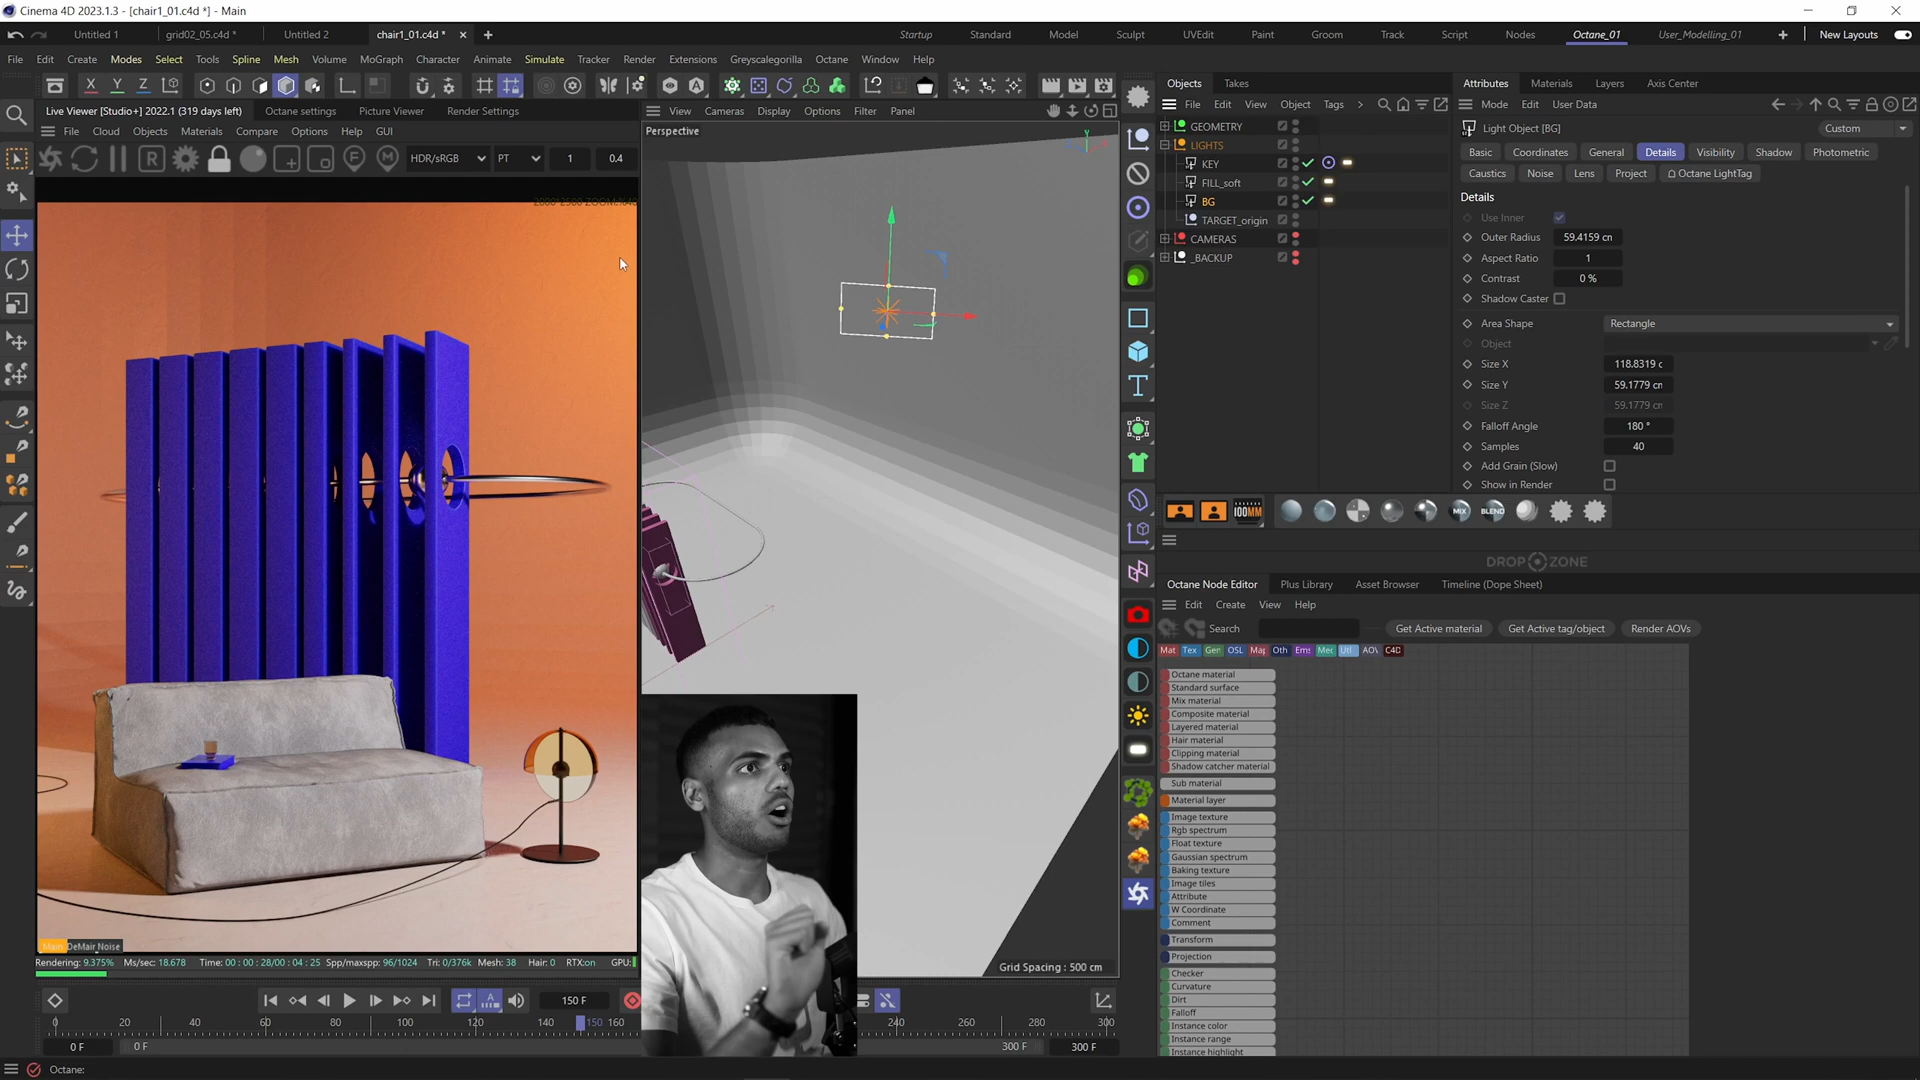 Cinema 4D 2023.1.3 - [chair1_01.c4d *] - Main
Untitled 1 grid02_05.c4d * Untitled 2 chair1_01.c4d *
Startup Standard Model Sculpt UVEdit Paint Groom Track Script Nodes Octane_01 User_Modelling_01 New Layouts
File Edit Create Modes Select Tools Spline Mesh Volume MoGraph Character Animate Simulate Tracker Render Extensions Greyscalegorilla Octane Window Help
X Y Z
Live Viewer [Studio+] 2022.1 (319 days left) Octane settings Picture Viewer Render Settings
File Cloud Objects Materials Compare Options Help GUI
HDR/sRGB PT 1 0.4
Main DeMair Noise
Rendering: 9.375% Ms/sec: 18.678 Time: 00 : 00 : 28/00 : 04 : 25 Spp/maxspp: 96/1024 Tri: 0/376k Mesh: 38 Hair: 0 RTX:on GPU:
View Cameras Display Options Filter Panel
Perspective
Grid Spacing : 500 cm
150 F
0 20 40 60 80 100 120 140 150 160 240 260 280 300
0 F 0 F 300 F 300 F
Octane:
Objects Takes
File Edit View Object Tags
GEOMETRY
LIGHTS
KEY
FILL_soft
BG
TARGET_origin
CAMERAS
_BACKUP
Attributes Materials Layers Axis Center
Mode Edit User Data
Light Object [BG] Custom
Basic Coordinates General Details Visibility Shadow Photometric
Caustics Noise Lens Project Octane LightTag
Details
Use Inner
Outer Radius 59.4159 cn
Aspect Ratio 1
Contrast 0 %
Shadow Caster
Area Shape Rectangle
Object
Size X 118.8319 c
Size Y 59.1779 cn
Size Z 59.1779 cn
Falloff Angle 180 °
Samples 40
Add Grain (Slow)
Show in Render
100MM MIX BLEND
DROP ZONE
Octane Node Editor Plus Library Asset Browser Timeline (Dope Sheet)
Edit Create View Help
Search Get Active material Get Active tag/object Render AOVs
Mat Tex Gen OSL Map Oth Ems Med Utl AOV C4D
Octane material
Standard surface
Mix material
Composite material
Layered material
Hair material
Clipping material
Shadow catcher material
Sub material
Material layer
Image texture
Rgb spectrum
Float texture
Gaussian spectrum
Baking texture
Image tiles
Attribute
W Coordinate
Comment
Transform
Projection
Checker
Curvature
Dirt
Falloff
Instance color
Instance range
Instance highlight